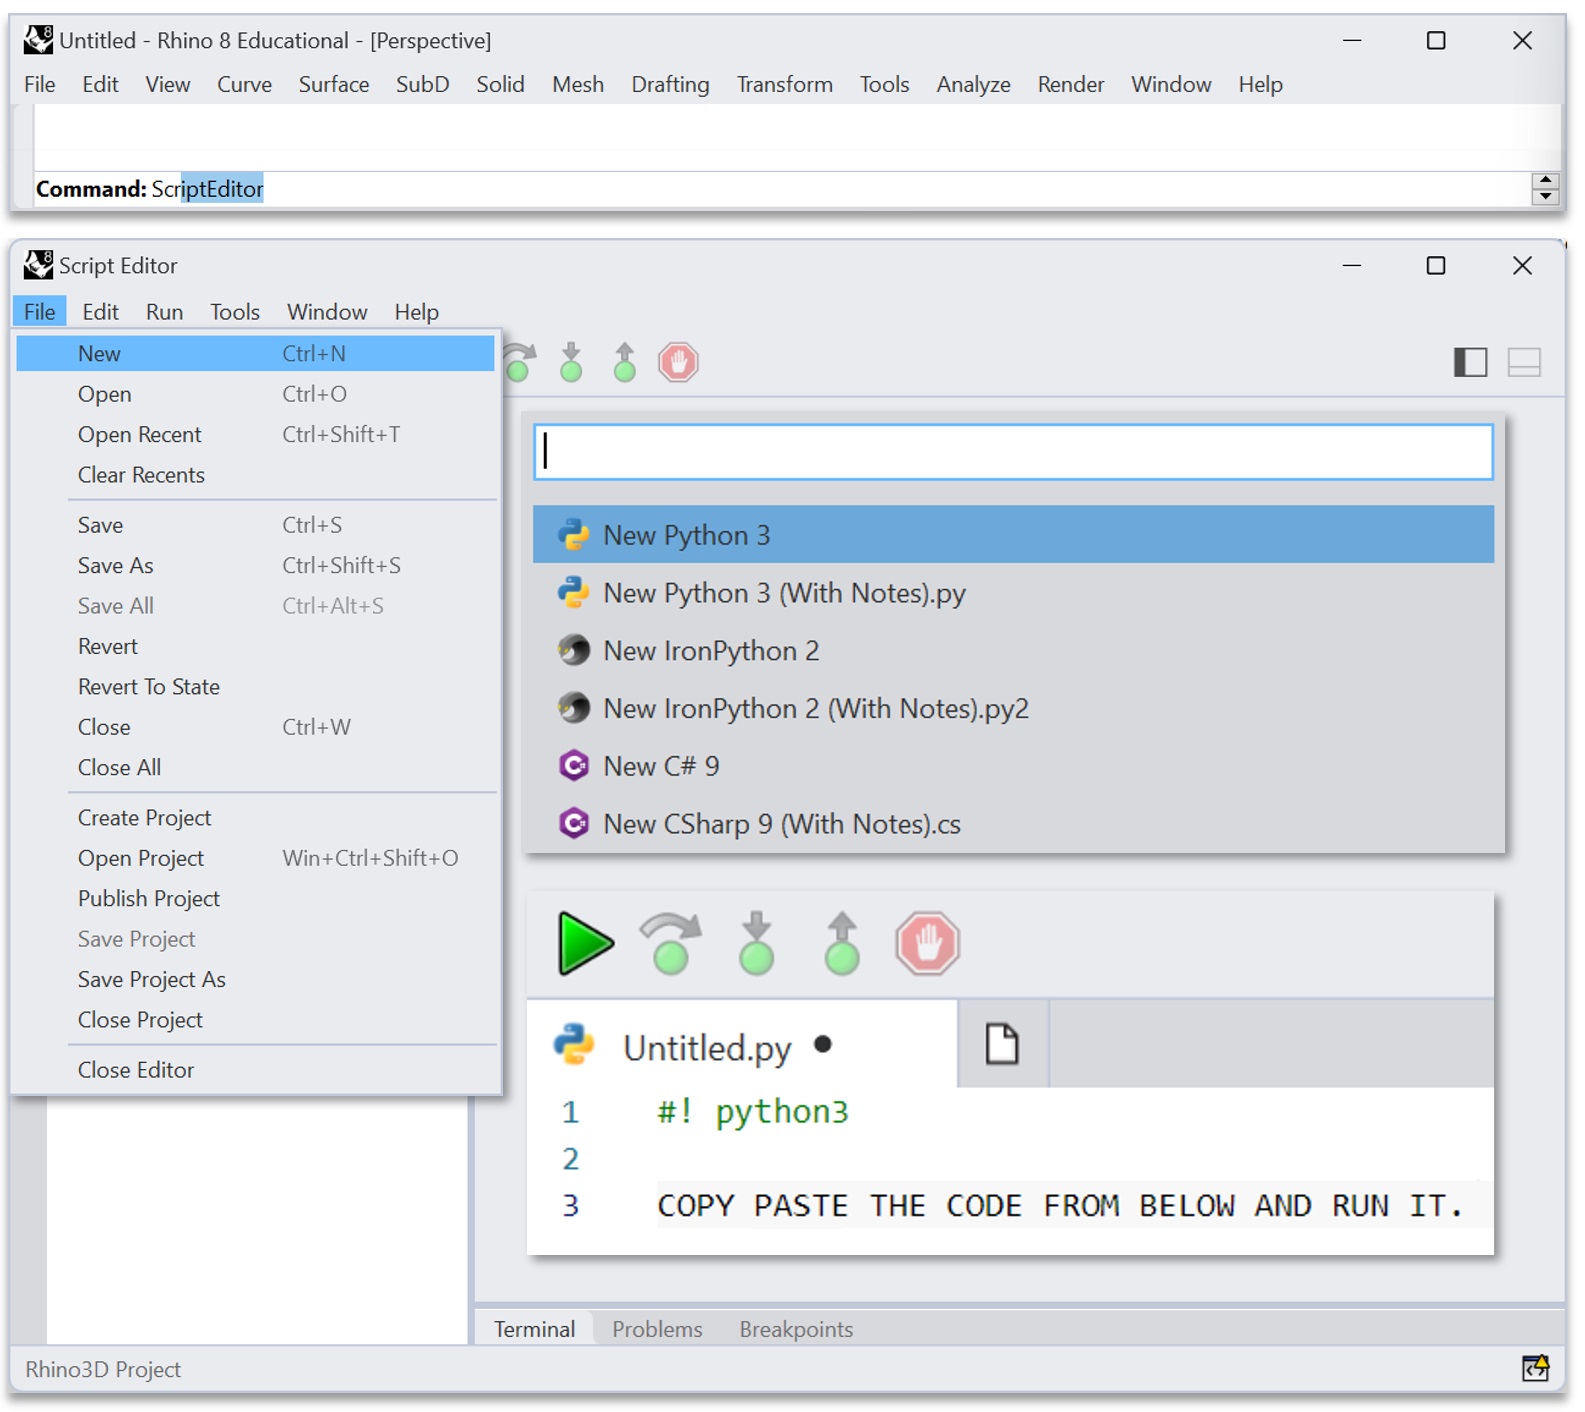 Untitled - Rhino 8 Educational - [Perspective]
File Edit View Curve Surface SubD Solid Mesh Drafting Transform Tools Analyze Render Window Help
Command: ScriptEditor
Script Editor
File Edit Run Tools Window Help
New Ctrl+N
Open Ctrl+O
Open Recent Ctrl+Shift+T
Clear Recents
Save Ctrl+S
Save As Ctrl+Shift+S
Save All Ctrl+Alt+S
Revert
Revert To State
Close Ctrl+W
Close All
Create Project
Open Project Win+Ctrl+Shift+O
Publish Project
Save Project
Save Project As
Close Project
Close Editor
New Python 3
New Python 3 (With Notes).py
New IronPython 2
New IronPython 2 (With Notes).py2
New C# 9
New CSharp 9 (With Notes).cs
Untitled.py
1 #! python3
2
3 COPY PASTE THE CODE FROM BELOW AND RUN IT.
Terminal Problems Breakpoints
Rhino3D Project